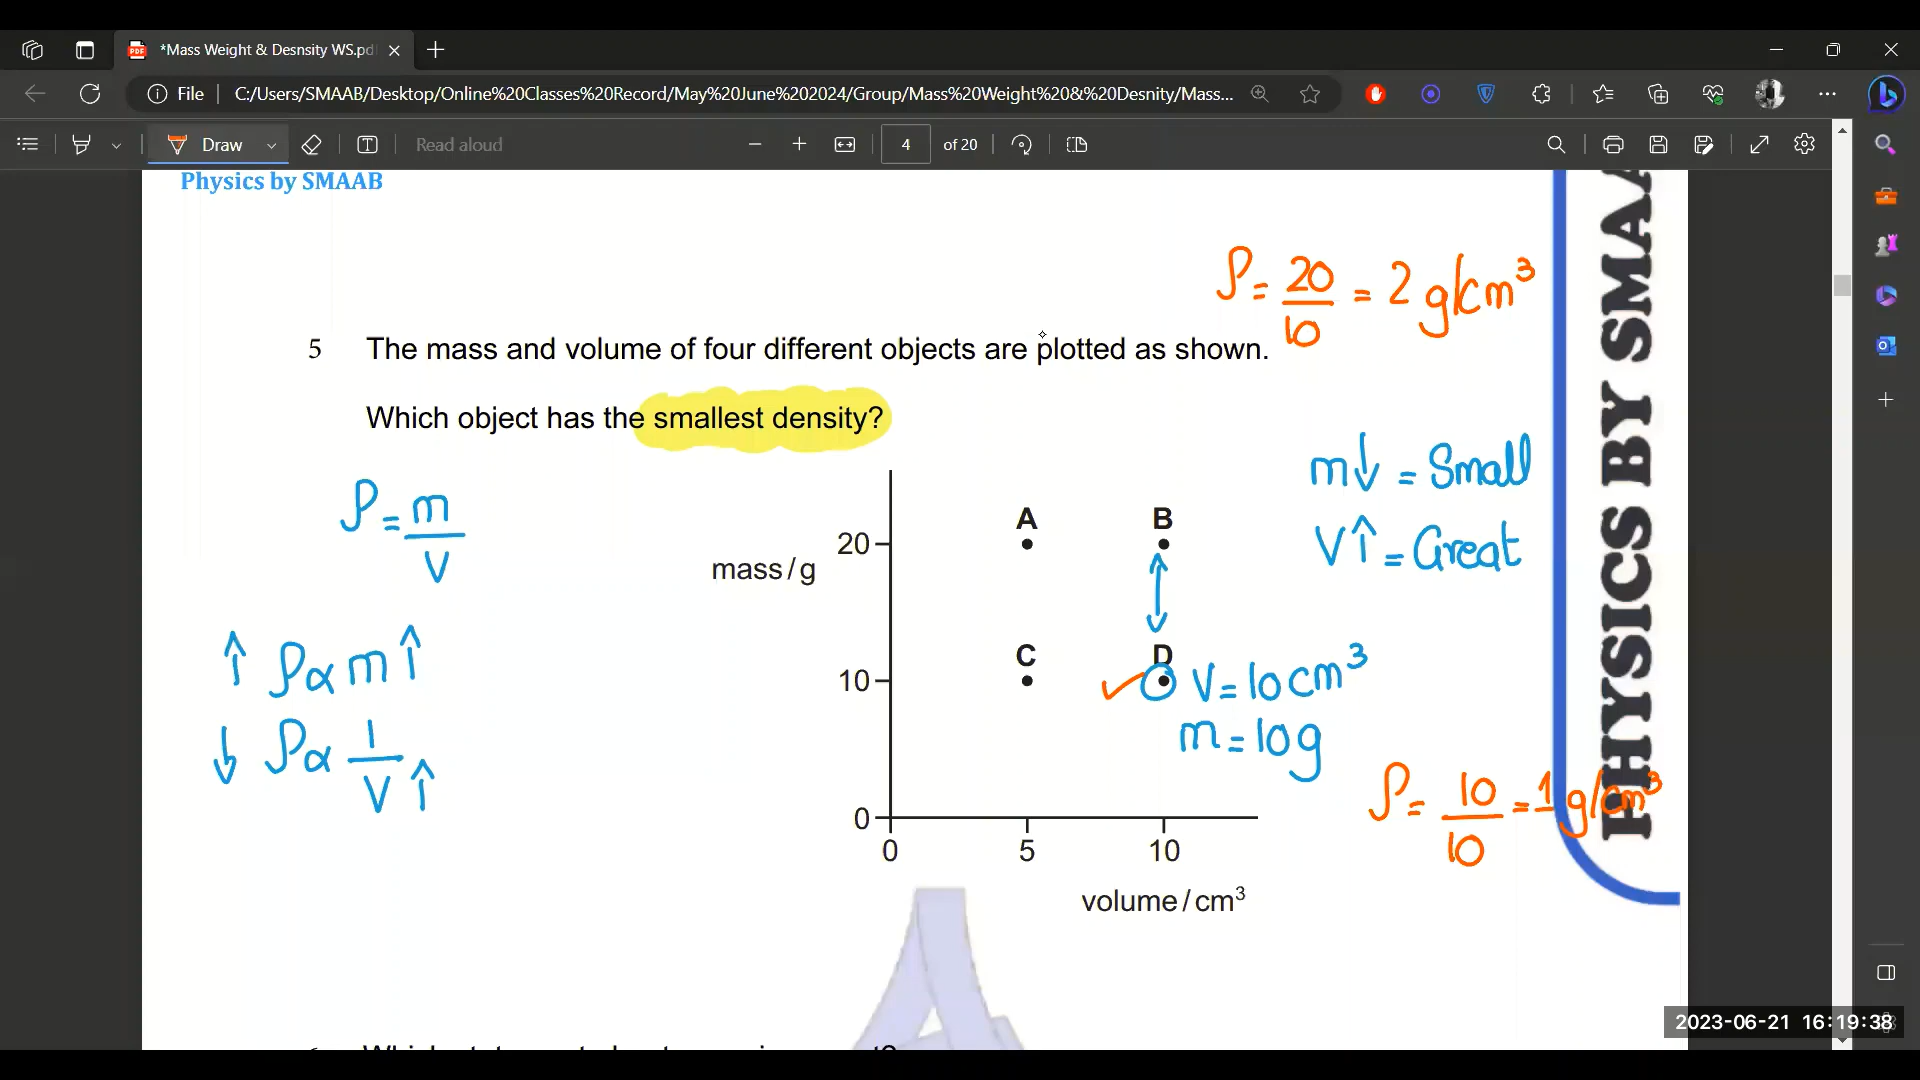 *Mass Weight & Desnsity WS.pd
File
C:/Users/SMAAB/Desktop/Online%20Classes%20Record/May%20June%202024/Group/Mass%20Weight%20&%20Desnity/Mass...
Draw
Read aloud
4
of 20
Physics by SMAAB
ρ = 20/10 = 2 g/cm³
5 The mass and volume of four different objects are plotted as shown.
Which object has the smallest density?
ρ = m/V
m↓ = Small
V↑ = Great
A
B
20
mass / g
↑ ρ α m ↑
C
D
10
V = 10 cm³
m = 10 g
↓ ρ α 1/V ↑
ρ = 10/10 = 1 g/cm³
0
0 5 10
volume / cm³
PHYSICS BY SMAA
2023-06-21 16:19:38